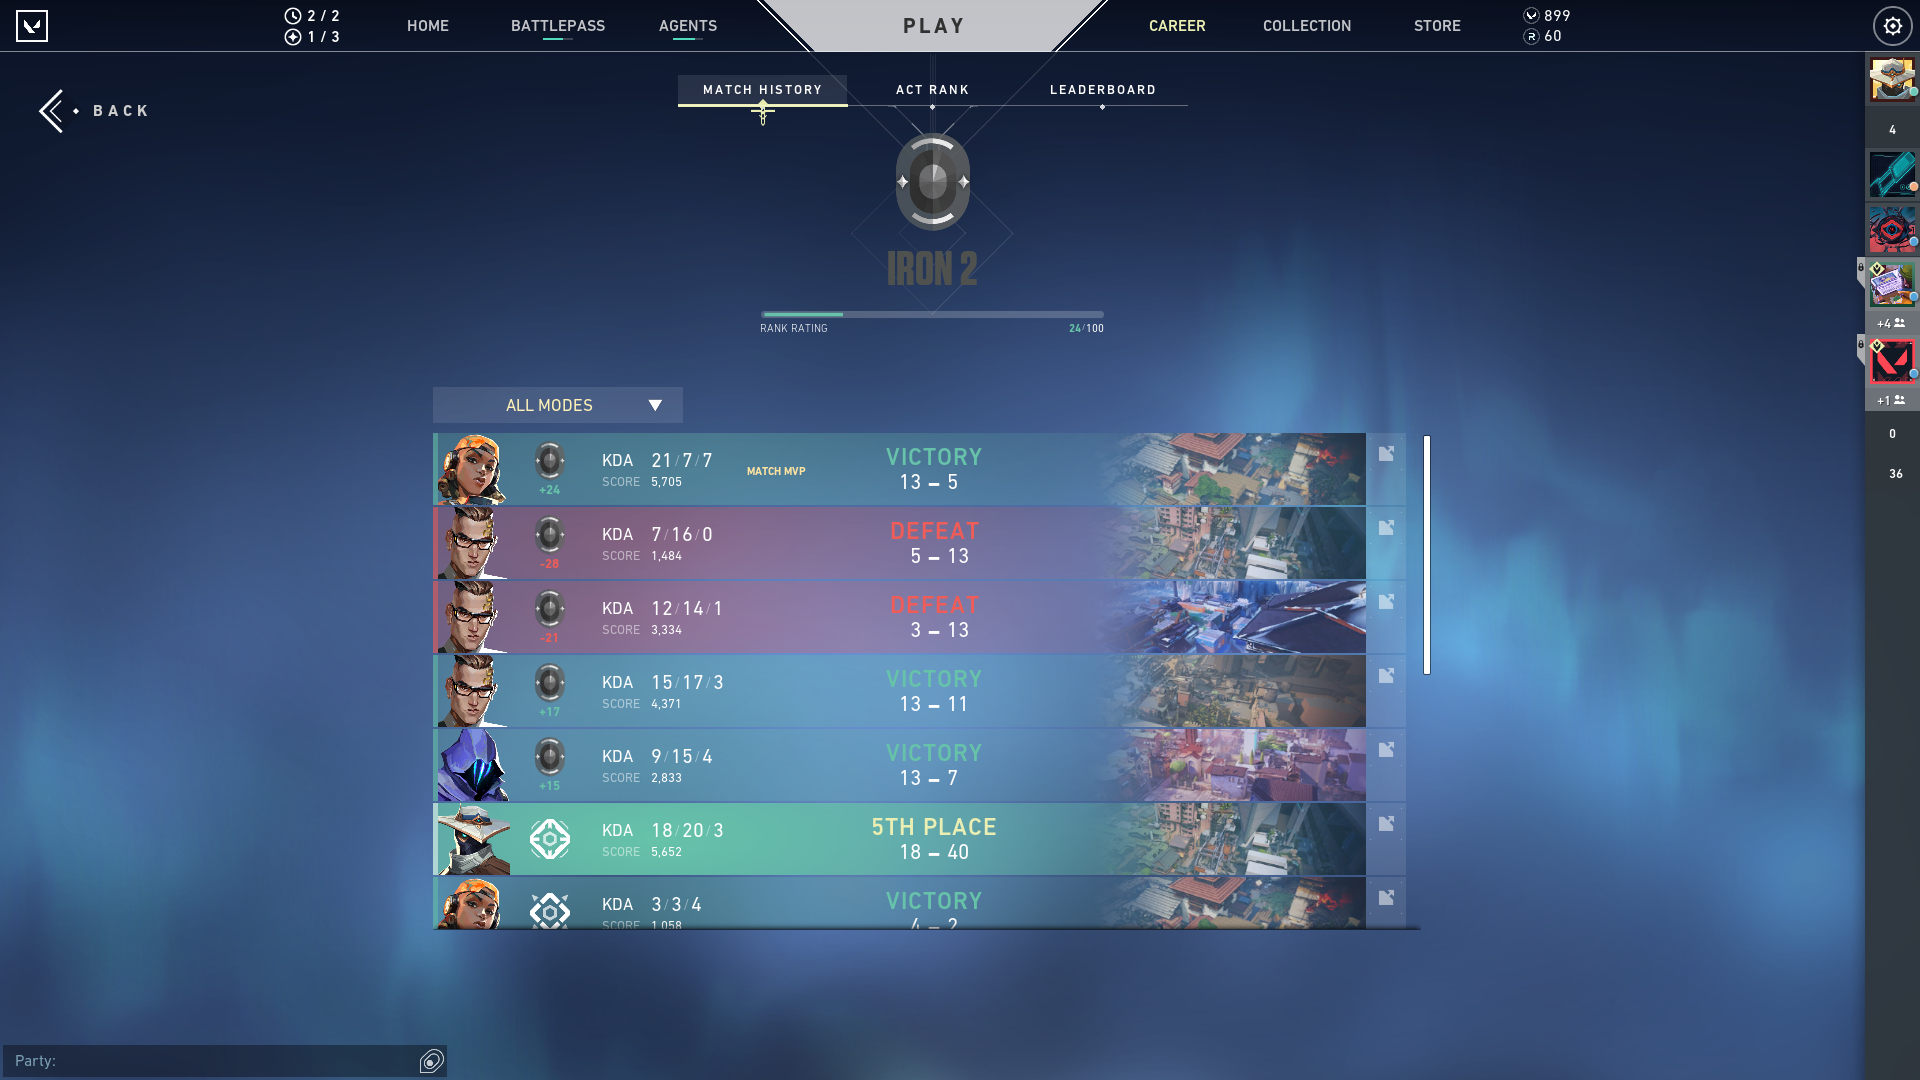 2 / 2
1 / 3
HOME
BATTLEPASS
AGENTS
PLAY
CAREER
COLLECTION
STORE
899
60
BACK
MATCH HISTORY
ACT RANK
LEADERBOARD
IRON 2
RANK RATING
24/100
ALL MODES
+24
KDA 21/7/7
SCORE 5,705
MATCH MVP
VICTORY
13 – 5
-28
KDA 7/16/0
SCORE 1,484
DEFEAT
5 – 13
-21
KDA 12/14/1
SCORE 3,334
DEFEAT
3 – 13
+17
KDA 15/17/3
SCORE 4,371
VICTORY
13 – 11
+15
KDA 9/15/4
SCORE 2,833
VICTORY
13 – 7
KDA 18/20/3
SCORE 5,652
5TH PLACE
18 – 40
KDA 3/3/4
SCORE 1,058
VICTORY
4 – 2
4
+4
+1
0
36
Party: